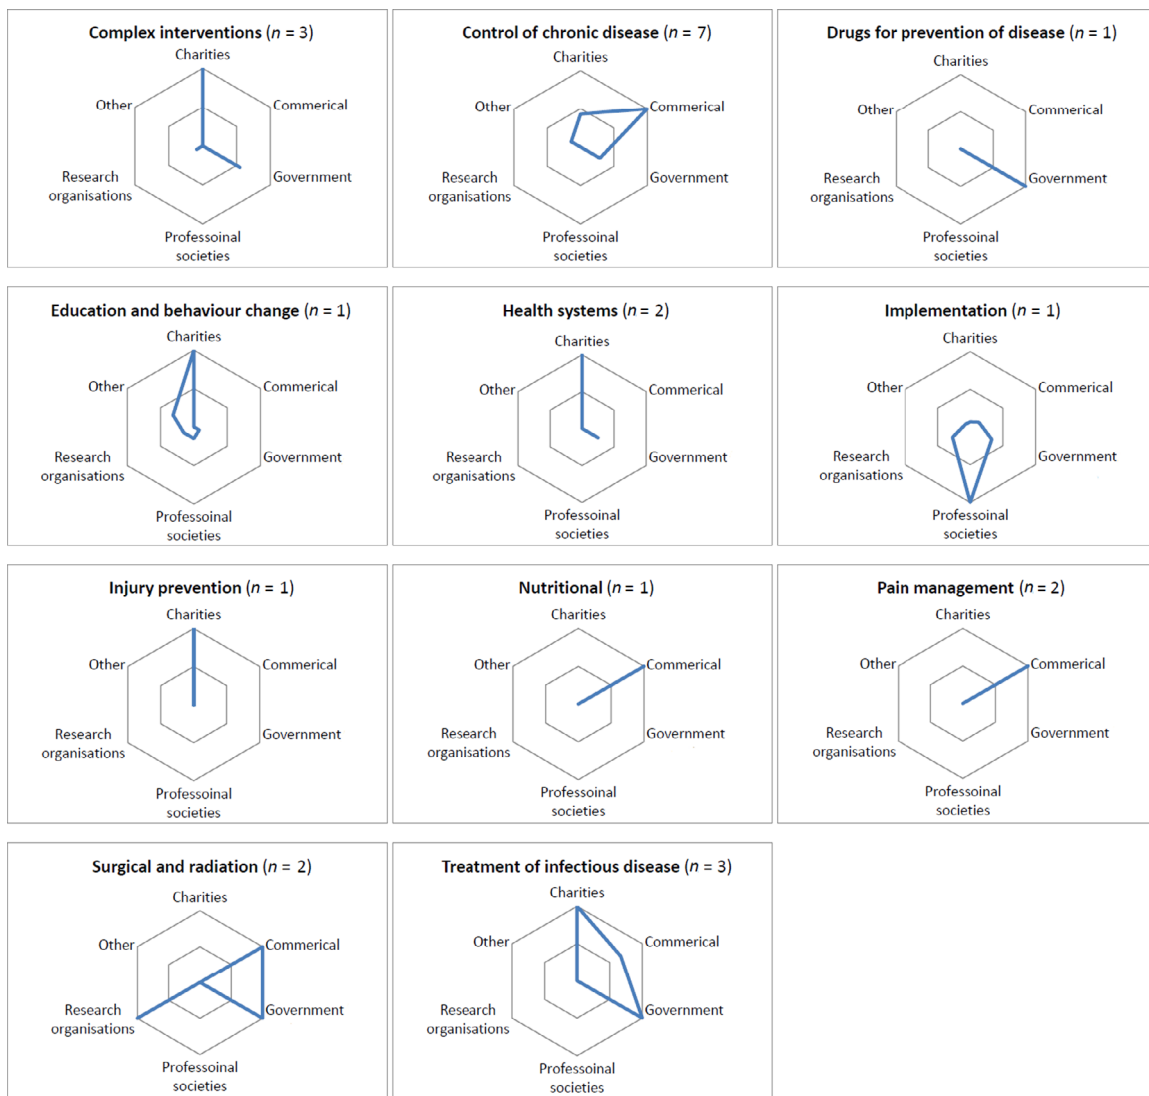 Complex interventions (n = 3)
Charities
Other
Commerical
Research
organisations
Government
Professoinal
societies
Control of chronic disease (n = 7)
Charities
Other
Commerical
Research
organisations
Government
Professoinal
societies
Drugs for prevention of disease (n = 1)
Charities
Other
Commerical
Research
organisations
Government
Professoinal
societies
Education and behaviour change (n = 1)
Charities
Other
Commerical
Research
organisations
Government
Professoinal
societies
Health systems (n = 2)
Charities
Other
Commerical
Research
organisations
Government
Professoinal
societies
Implementation (n = 1)
Charities
Other
Commerical
Research
organisations
Government
Professoinal
societies
Injury prevention (n = 1)
Charities
Other
Commerical
Research
organisations
Government
Professoinal
societies
Nutritional (n = 1)
Charities
Other
Commerical
Research
organisations
Government
Professoinal
societies
Pain management (n = 2)
Charities
Other
Commerical
Research
organisations
Government
Professoinal
societies
Surgical and radiation (n = 2)
Charities
Other
Commerical
Research
organisations
Government
Professoinal
societies
Treatment of infectious disease (n = 3)
Charities
Other
Commerical
Research
organisations
Government
Professoinal
societies